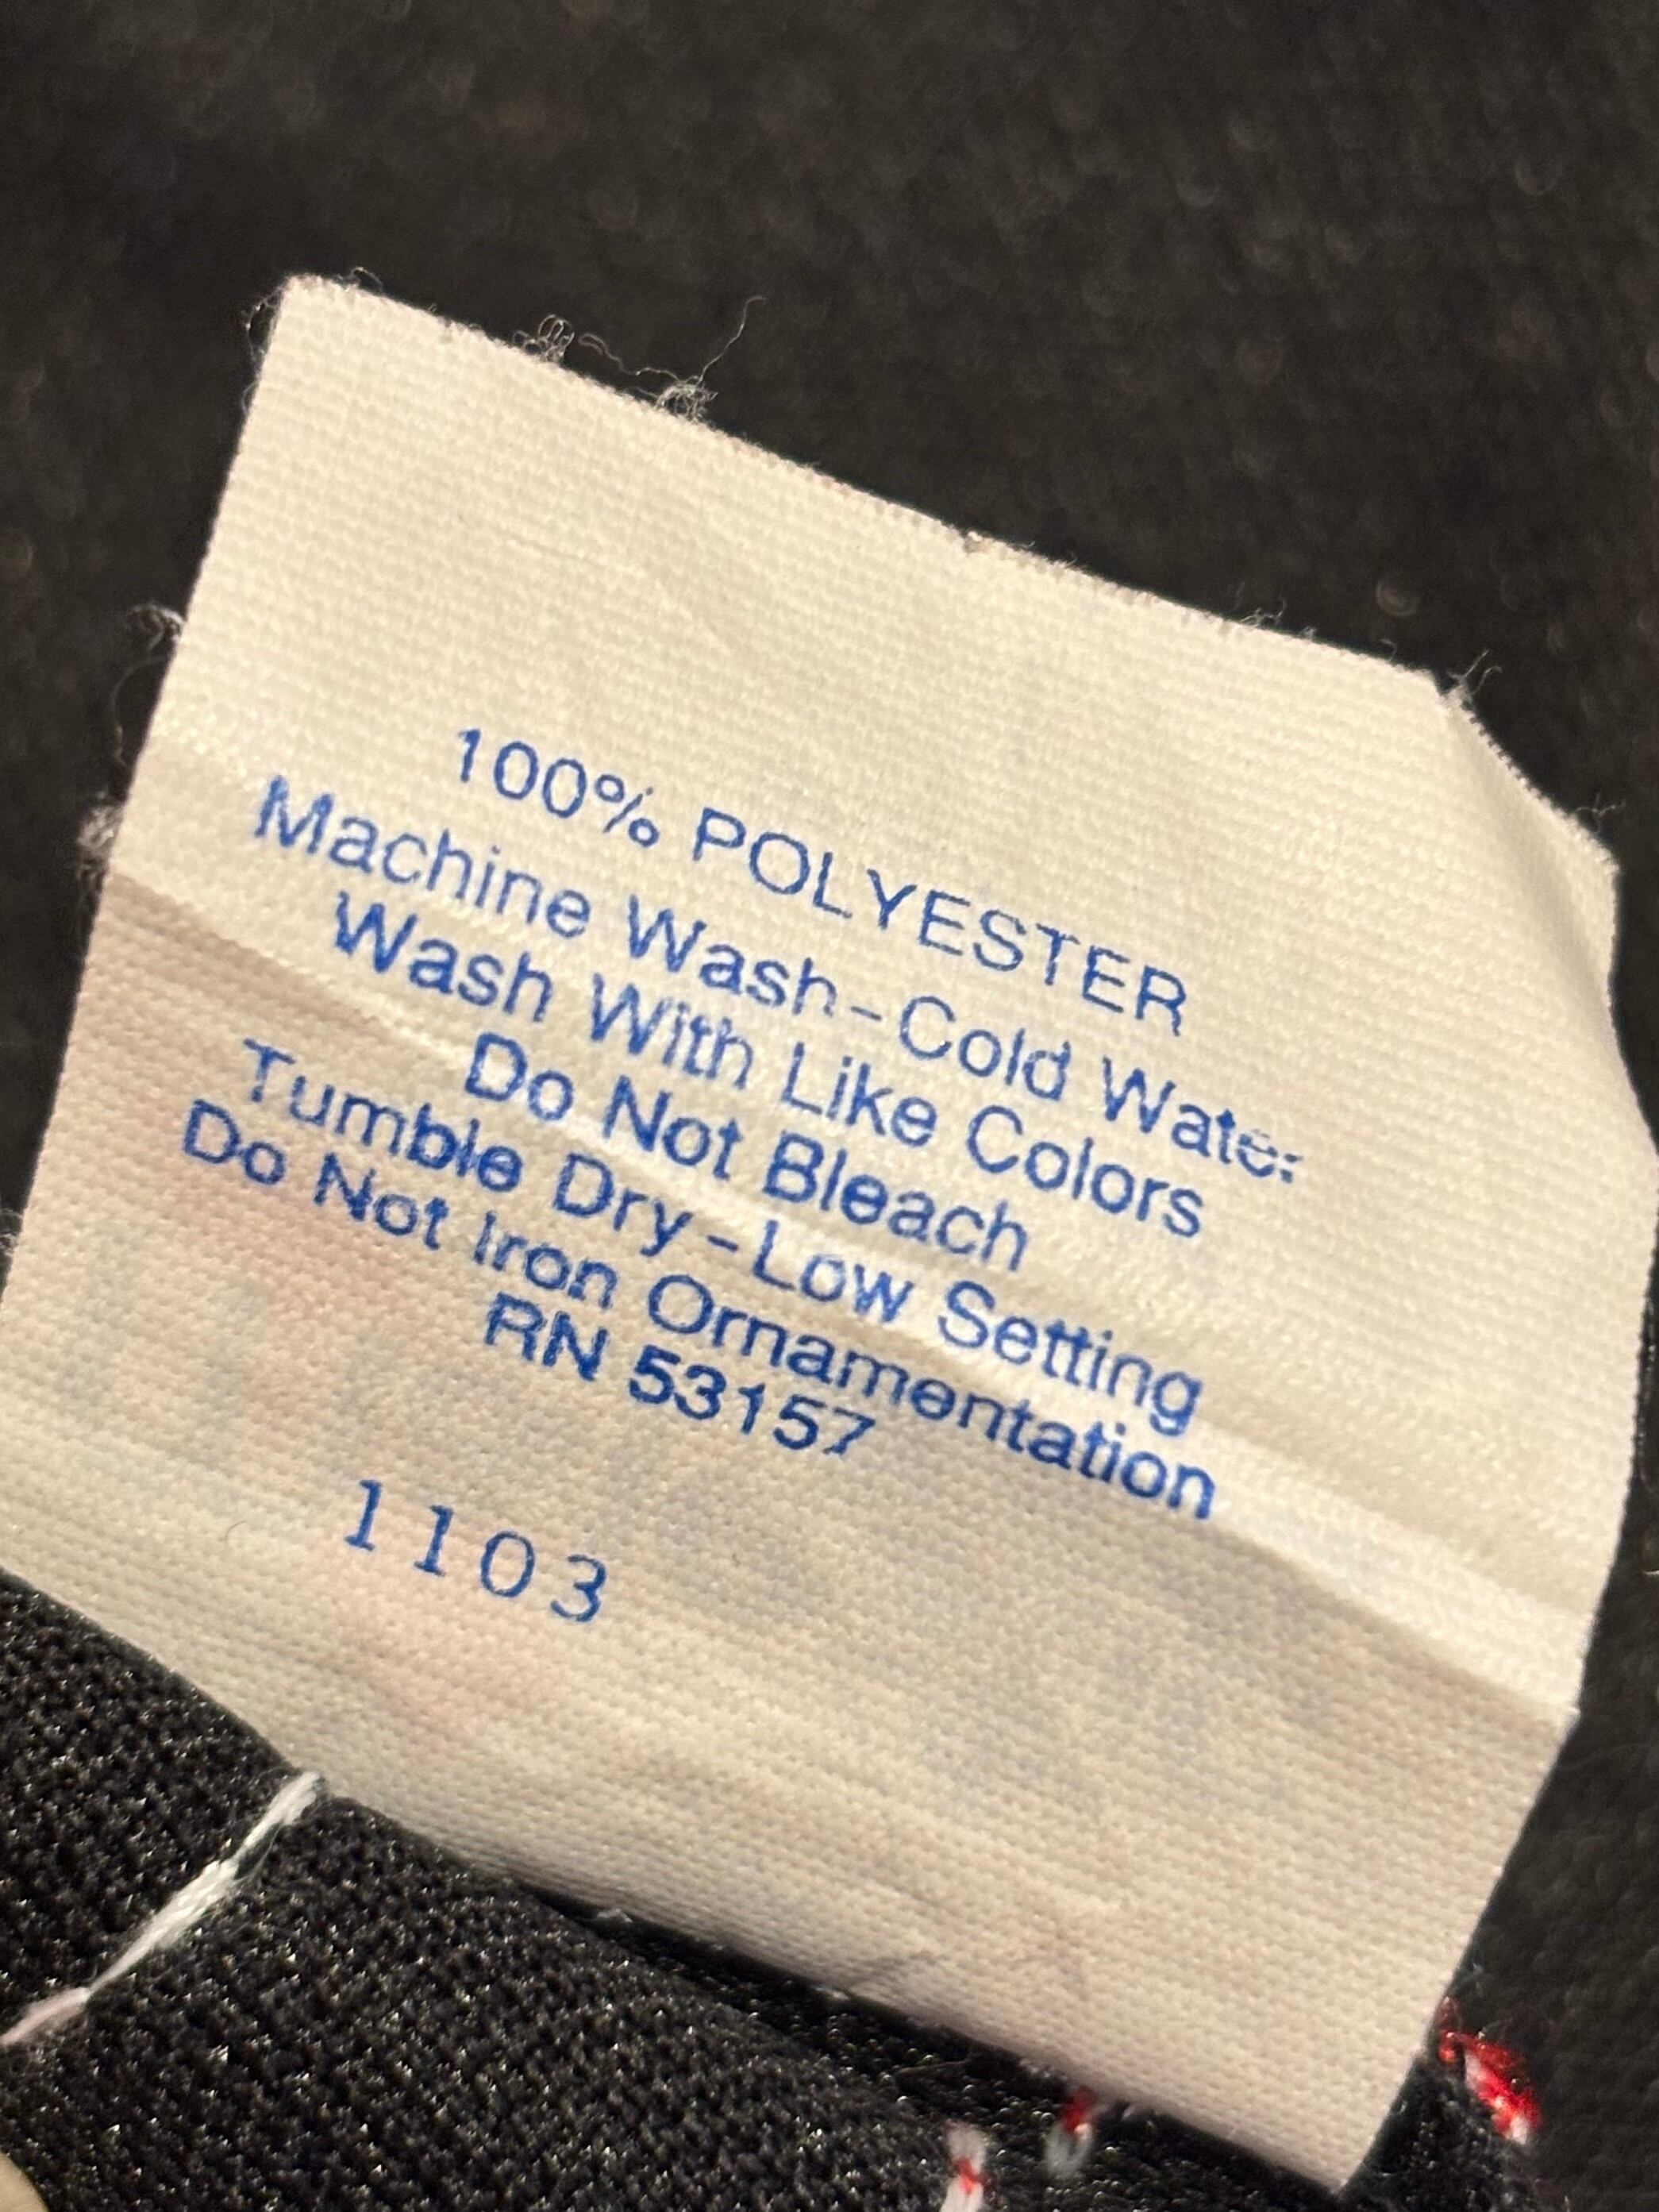 100% POLYESTER
Machine Wash-Cold Water
Wash With Like Colors
Do Not Bleach
Tumble Dry-Low Setting
Do Not Iron Ornamentation
RN 53157
1103